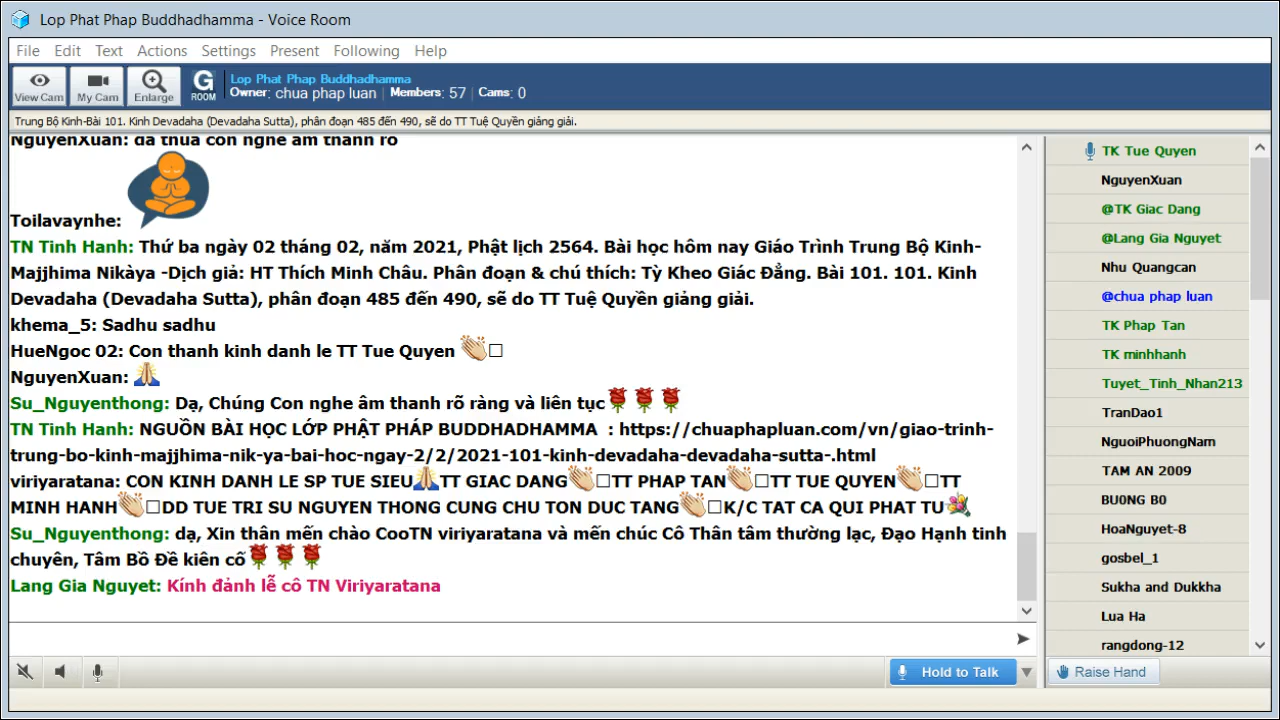 Lop Phat Phap Buddhadhamma - Voice Room
File Edit Text Actions Settings Present Following Help
View Cam My Cam Enlarge G ROOM
Lop Phat Phap Buddhadhamma
Owner: chua phap luan | Members: 57 | Cams: 0
Trung Bộ Kinh-Bài 101. Kinh Devadaha (Devadaha Sutta), phân đoạn 485 đến 490, sẽ do TT Tuệ Quyền giảng giải.
NguyenXuan: da thua con nghe am thanh ro
Toilavaynhe:
TN Tinh Hanh: Thứ ba ngày 02 tháng 02, năm 2021, Phật lịch 2564. Bài học hôm nay Giáo Trình Trung Bộ Kinh-
Majjhima Nikàya -Dịch giả: HT Thích Minh Châu. Phân đoạn & chú thích: Tỳ Kheo Giác Đẳng. Bài 101. 101. Kinh
Devadaha (Devadaha Sutta), phân đoạn 485 đến 490, sẽ do TT Tuệ Quyền giảng giải.
khema_5: Sadhu sadhu
HueNgoc 02: Con thanh kinh danh le TT Tue Quyen 👏□
NguyenXuan: 🙏
Su_Nguyenthong: Dạ, Chúng Con nghe âm thanh rõ ràng và liên tục🌹🌹🌹
TN Tinh Hanh: NGUỒN BÀI HỌC LỚP PHẬT PHÁP BUDDHADHAMMA : https://chuaphapluan.com/vn/giao-trinh-
trung-bo-kinh-majjhima-nik-ya-bai-hoc-ngay-2/2/2021-101-kinh-devadaha-devadaha-sutta-.html
viriyaratana: CON KINH DANH LE SP TUE SIEU🙏TT GIAC DANG👏□TT PHAP TAN👏□TT TUE QUYEN👏□TT
MINH HANH👏□DD TUE TRI SU NGUYEN THONG CUNG CHU TON DUC TANG👏□K/C TAT CA QUI PHAT TU💐
Su_Nguyenthong: dạ, Xin thân mến chào CooTN viriyaratana và mến chúc Cô Thân tâm thường lạc, Đạo Hạnh tinh
chuyên, Tâm Bồ Đề kiên cố🌹🌹🌹
Lang Gia Nguyet: Kính đảnh lễ cô TN Viriyaratana
Hold to Talk
TK Tue Quyen
NguyenXuan
@TK Giac Dang
@Lang Gia Nguyet
Nhu Quangcan
@chua phap luan
TK Phap Tan
TK minhhanh
Tuyet_Tinh_Nhan213
TranDao1
NguoiPhuongNam
TAM AN 2009
BU0NG B0
HoaNguyet-8
gosbel_1
Sukha and Dukkha
Lua Ha
rangdong-12
Raise Hand